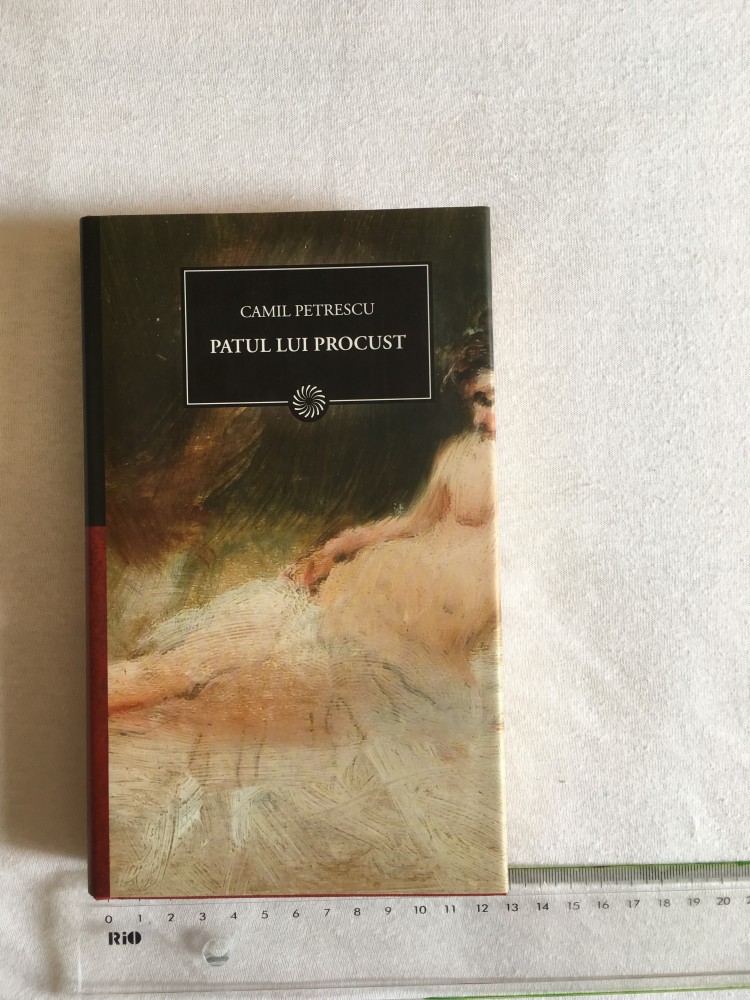 CAMIL PETRESCU
PATUL LUI PROCUST
0 1 2 3 4 5 6 7 8 9 10 11 12 13 14 15 16 17 18 19 20
RiO